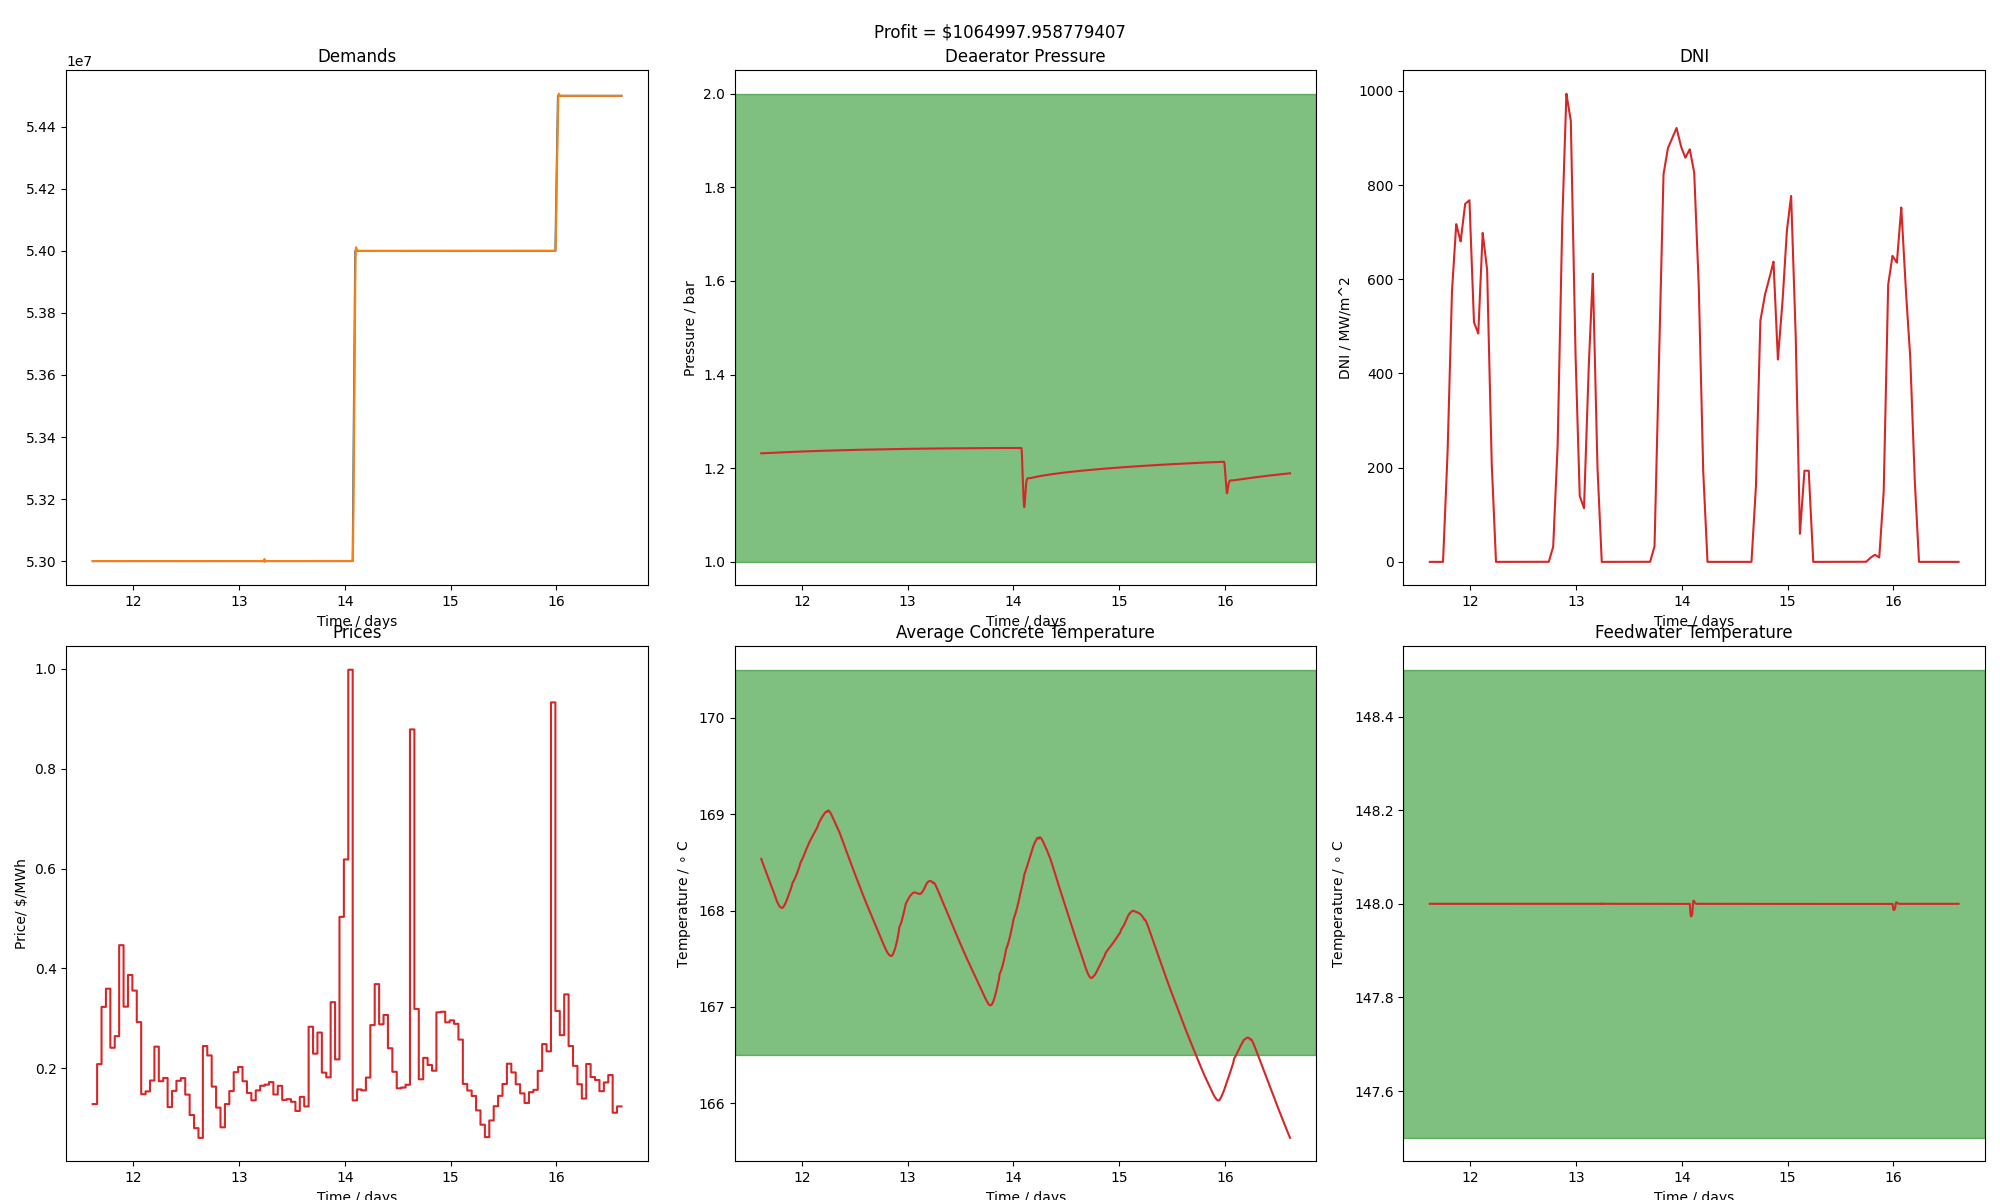 Profit = $1064997.958779407
Demands
1e7
5.44
5.42
5.40
5.38
5.36
5.34
5.32
5.30
12 13 14 15 16
Time / days
Deaerator Pressure
Pressure / bar
2.0
1.8
1.6
1.4
1.2
1.0
12 13 14 15 16
Time / days
DNI
DNI / MW/m^2
1000
800
600
400
200
0
12 13 14 15 16
Time / days
Prices
Price/ $/MWh
1.0
0.8
0.6
0.4
0.2
12 13 14 15 16
Time / days
Average Concrete Temperature
Temperature / ∘ C
170
169
168
167
166
12 13 14 15 16
Time / days
Feedwater Temperature
Temperature / ∘ C
148.4
148.2
148.0
147.8
147.6
12 13 14 15 16
Time / days